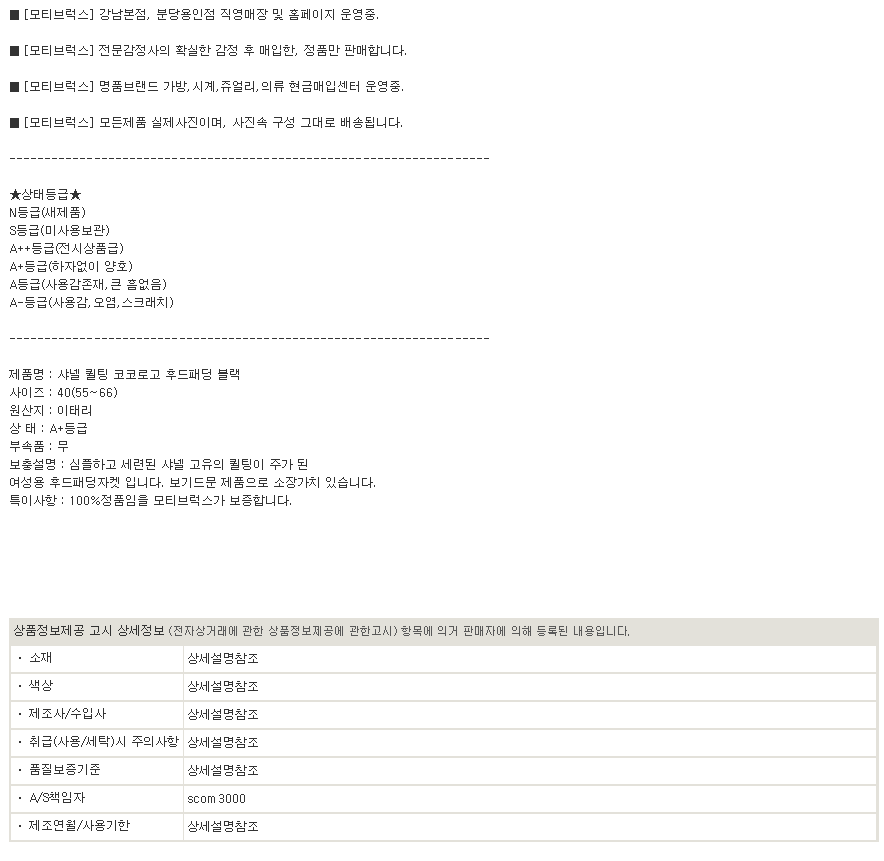 ■ [모티브럭스] 강남본점, 분당용인점 직영매장 및 홈페이지 운영중.
■ [모티브럭스] 전문감정사의 확실한 감정 후 매입한, 정품만 판매합니다.
■ [모티브럭스] 명품브랜드 가방,시계,쥬얼리,의류 현금매입센터 운영중.
■ [모티브럭스] 모든제품 실제사진이며, 사진속 구성 그대로 배송됩니다.
---------------------------------------------------------------------
★상태등급★
N등급(새제품)
S등급(미사용보관)
A++등급(전시상품급)
A+등급(하자없이 양호)
A등급(사용감존재,큰 흠없음)
A-등급(사용감,오염,스크래치)
---------------------------------------------------------------------
제품명 : 샤넬 퀼팅 코코로고 후드패딩 블랙
사이즈 : 40(55~66)
원산지 : 이태리
상 태 : A+등급
부속품 : 무
보충설명 : 심플하고 세련된 샤넬 고유의 퀼팅이 주가 된
여성용 후드패딩자켓 입니다. 보기드문 제품으로 소장가치 있습니다.
특이사항 : 100%정품임을 모티브럭스가 보증합니다.
상품정보제공 고시 상세정보 (전자상거래에 관한 상품정보제공에 관한고시) 항목에 의거 판매자에 의해 등록된 내용입니다.
· 소재 상세설명참조
· 색상 상세설명참조
· 제조사/수입사 상세설명참조
· 취급(사용/세탁)시 주의사항 상세설명참조
· 품질보증기준 상세설명참조
· A/S책임자 scom3000
· 제조연월/사용기한 상세설명참조